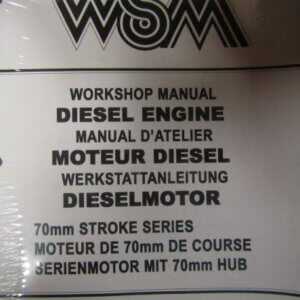 WSM
WORKSHOP MANUAL
DIESEL ENGINE
MANUAL D'ATELIER
MOTEUR DIESEL
WERKSTATTANLEITUNG
DIESELMOTOR
70mm STROKE SERIES
MOTEUR DE 70mm DE COURSE
SERIENMOTOR MIT 70mm HUB